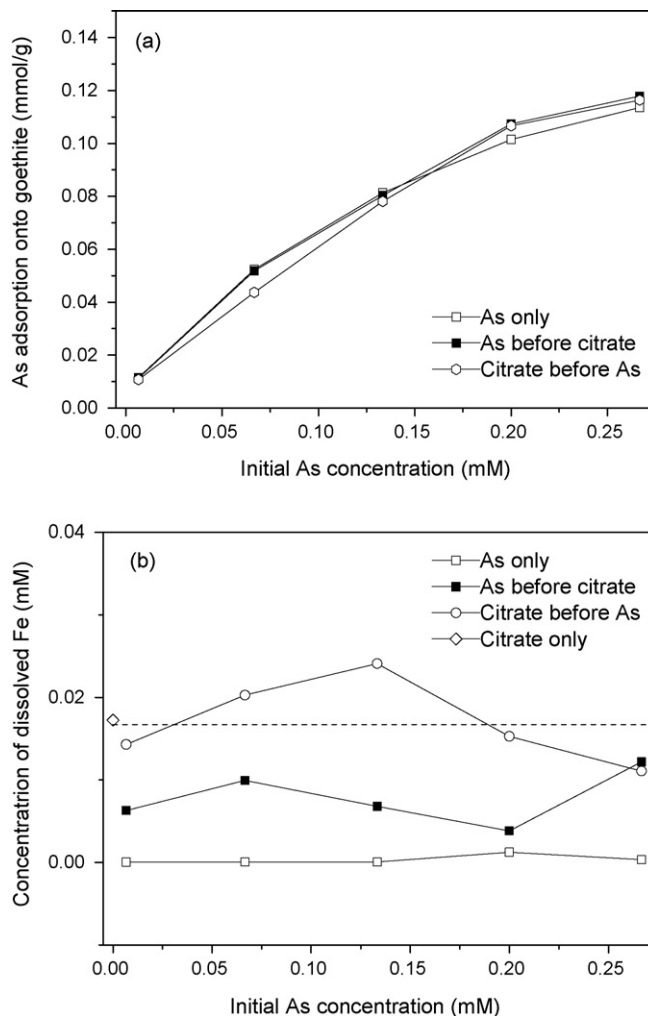 (a)
As adsorption onto goethite (mmol/g)
0.14
0.12
0.10
0.08
0.06
0.04
0.02
0.00
As only
As before citrate
Citrate before As
0.00 0.05 0.10 0.15 0.20 0.25
Initial As concentration (mM)
(b)
Concentratrion of dissolved Fe (mM)
0.04
0.02
0.00
As only
As before citrate
Citrate before As
Citrate only
0.00 0.05 0.10 0.15 0.20 0.25
Initial As concentration (mM)